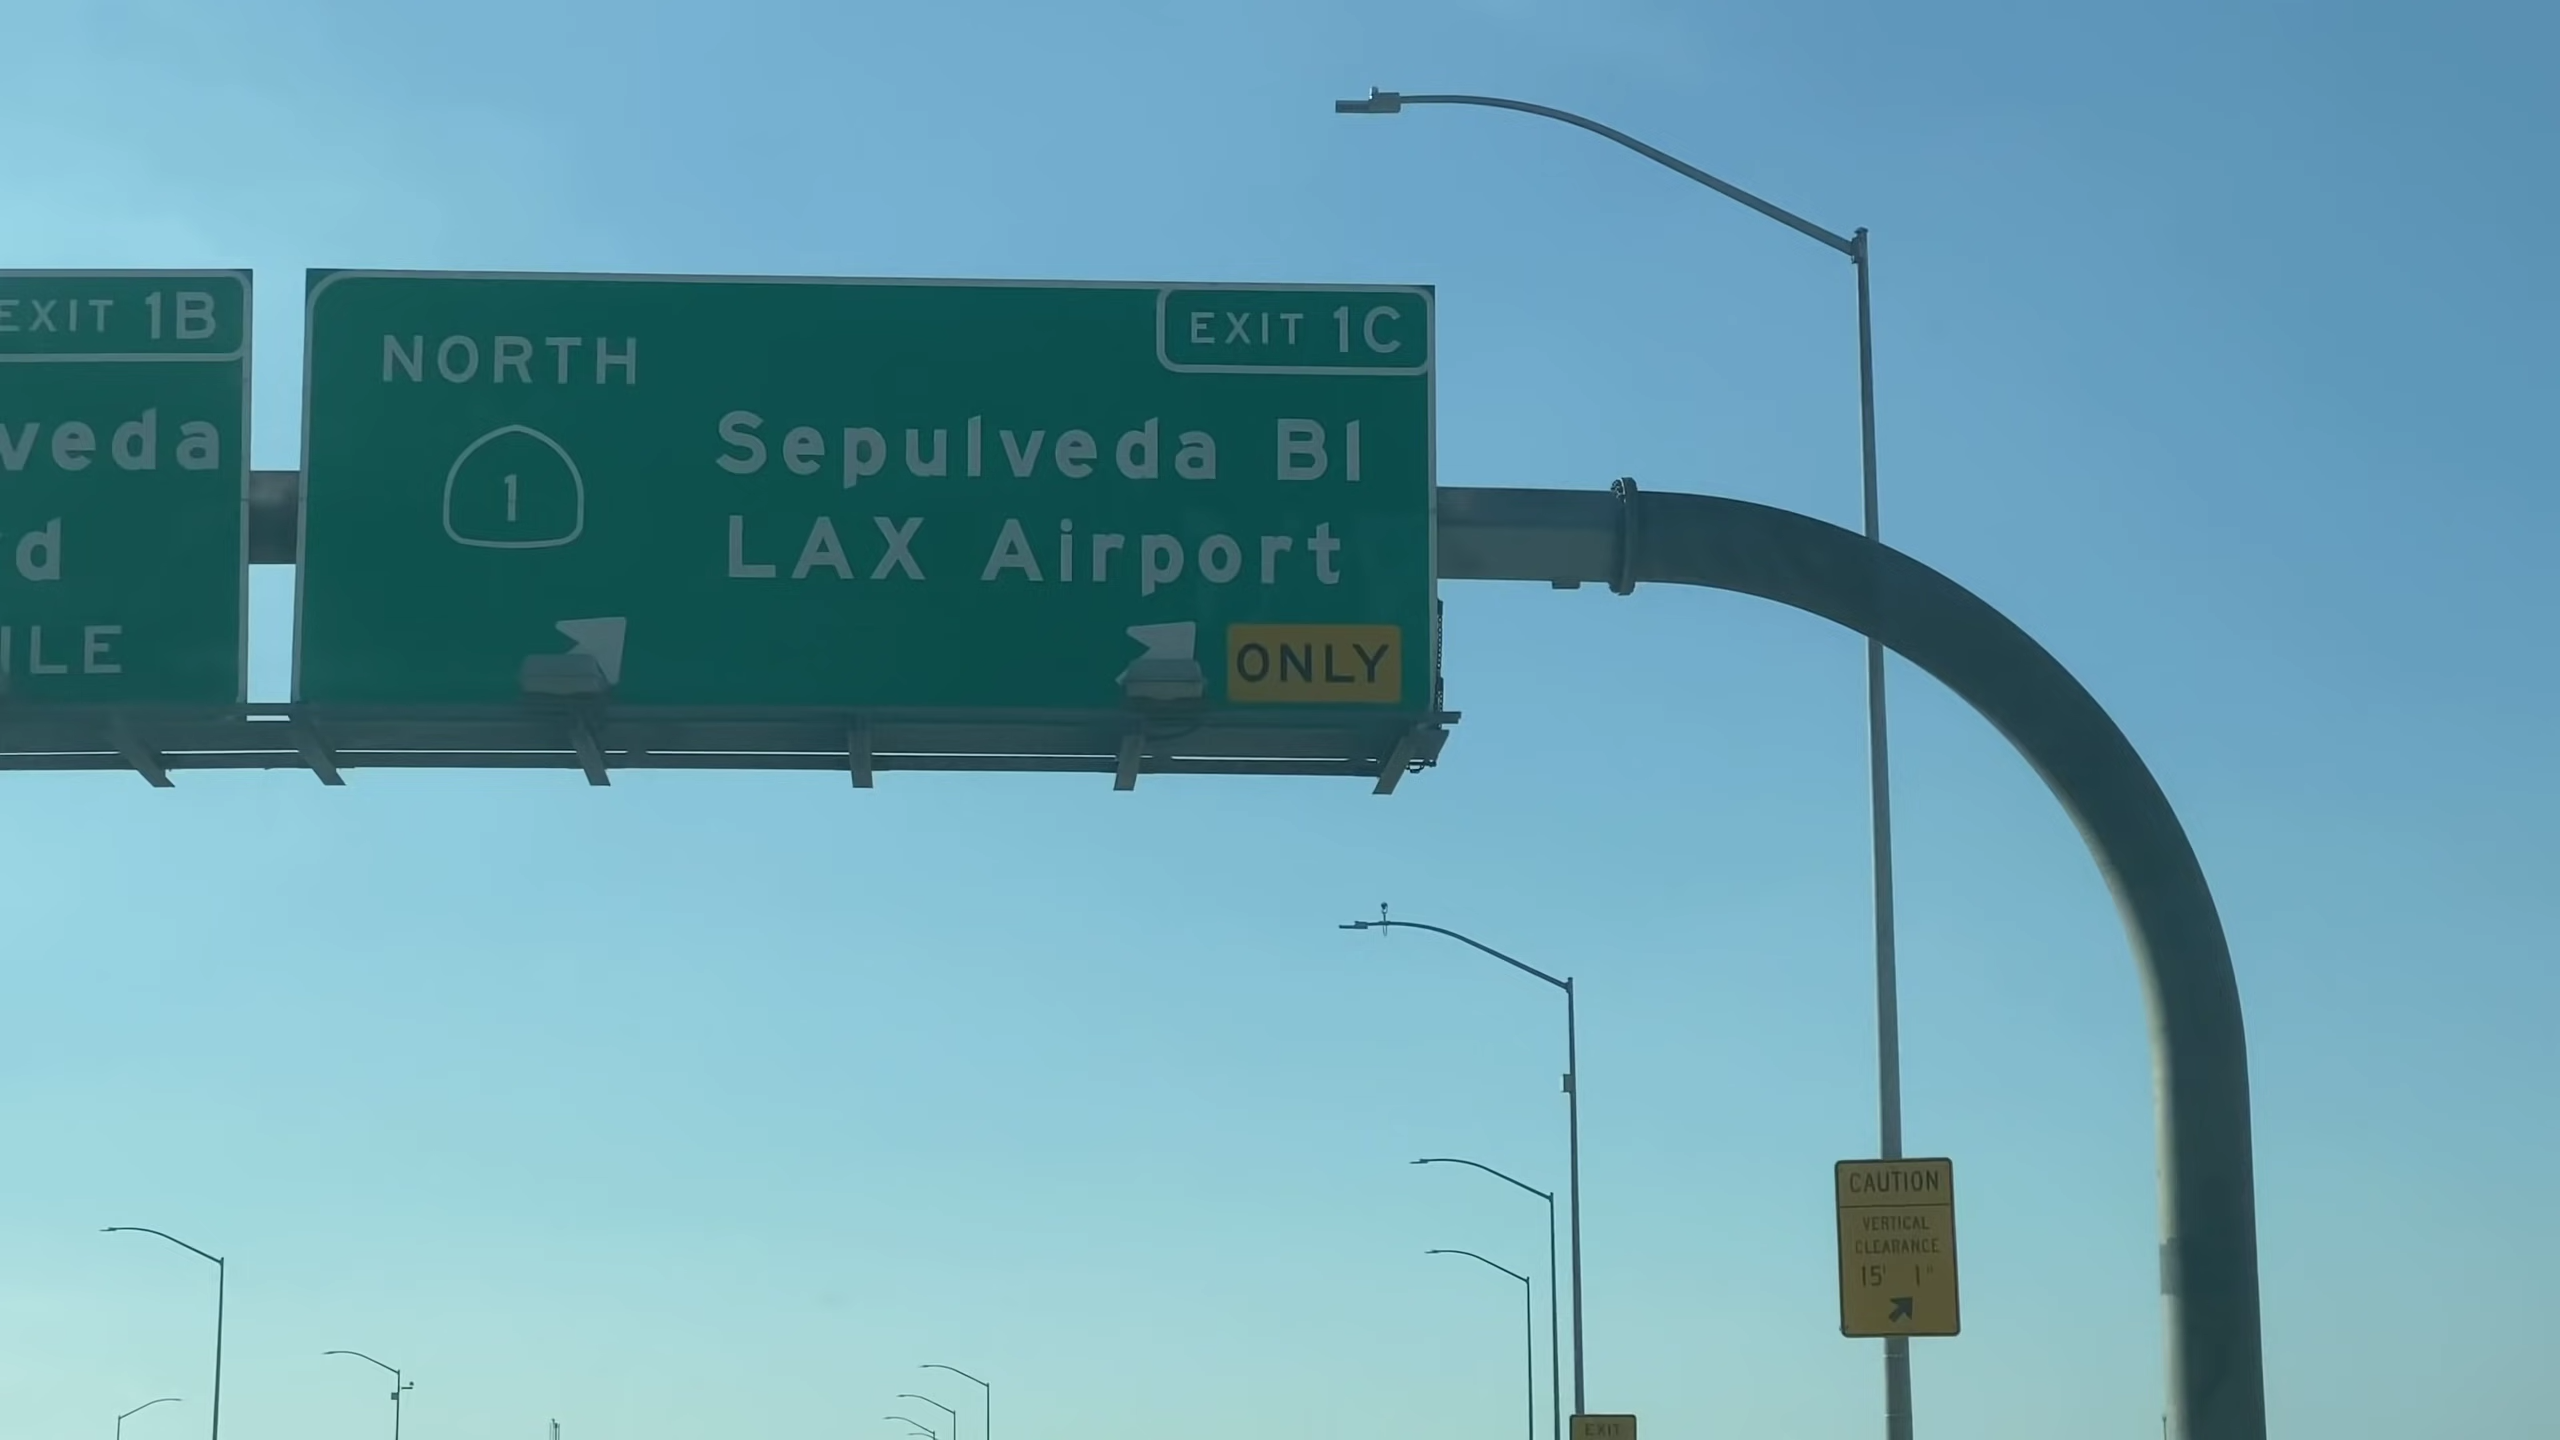 EXIT 1B
veda
d
ILE
EXIT 1C
NORTH
1
Sepulveda Bl
LAX Airport
ONLY
CAUTION
VERTICAL
CLEARANCE
15' 1"
EXIT